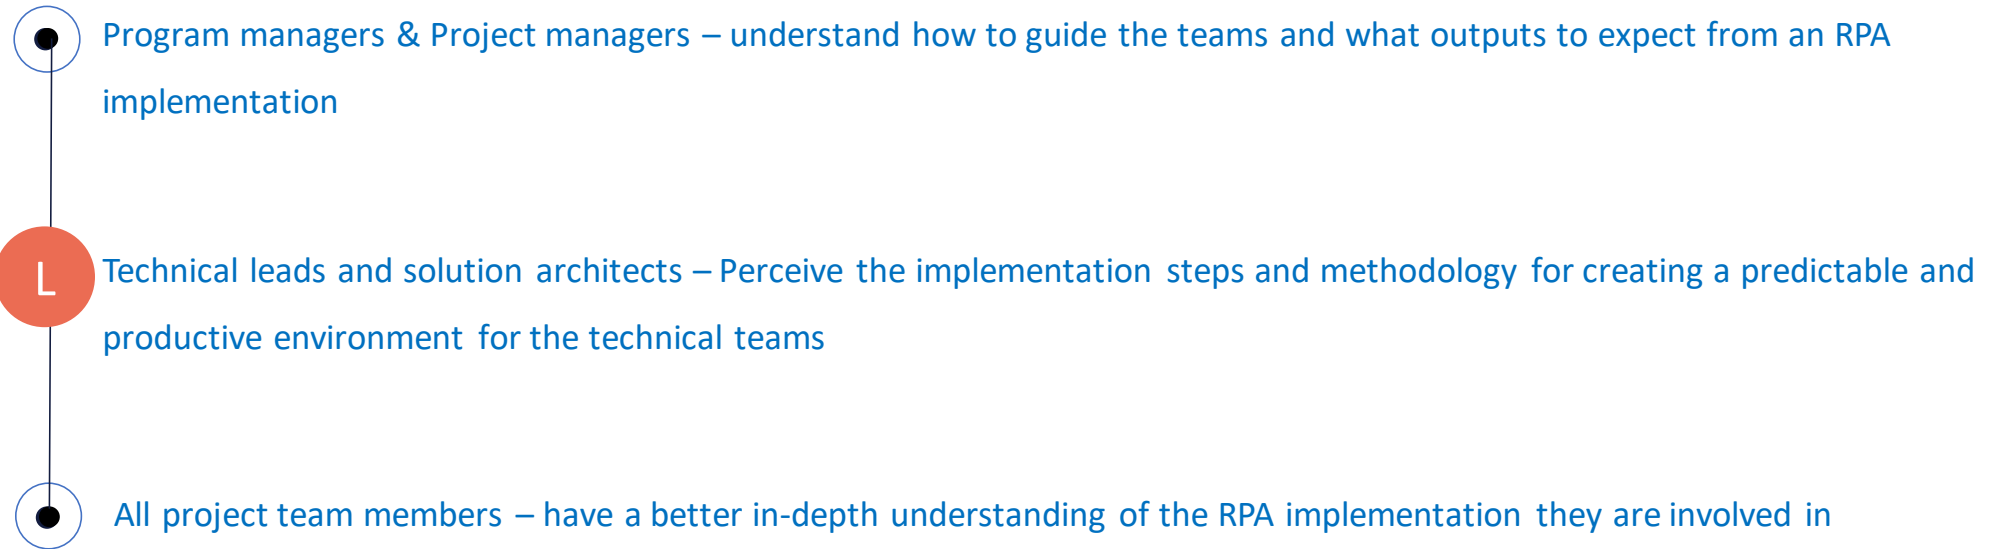 Program managers & Project managers – understand how to guide the teams and what outputs to expect from an RPA
implementation
L
Technical leads and solution architects – Perceive the implementation steps and methodology for creating a predictable and
productive environment for the technical teams
All project team members – have a better in-depth understanding of the RPA implementation they are involved in